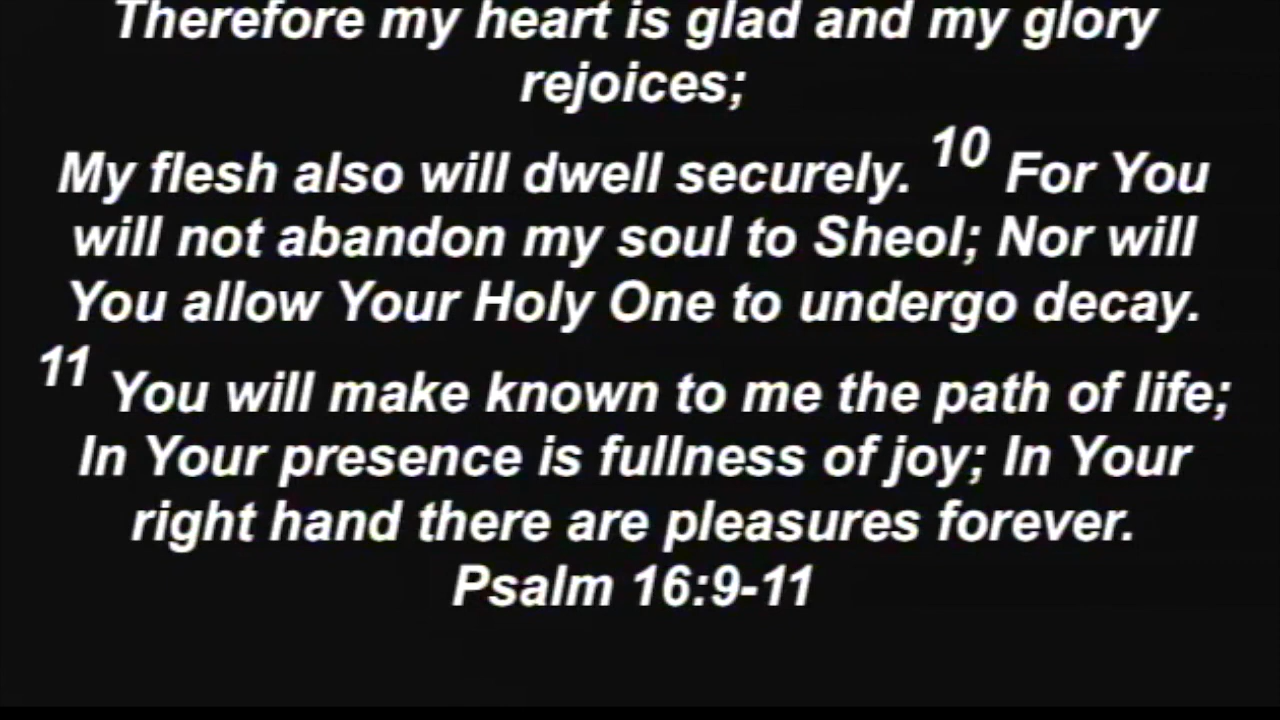 Therefore my heart is glad and my glory
rejoices;
My flesh also will dwell securely. 10 For You
will not abandon my soul to Sheol; Nor will
You allow Your Holy One to undergo decay.
11 You will make known to me the path of life;
In Your presence is fullness of joy; In Your
right hand there are pleasures forever.
Psalm 16:9-11